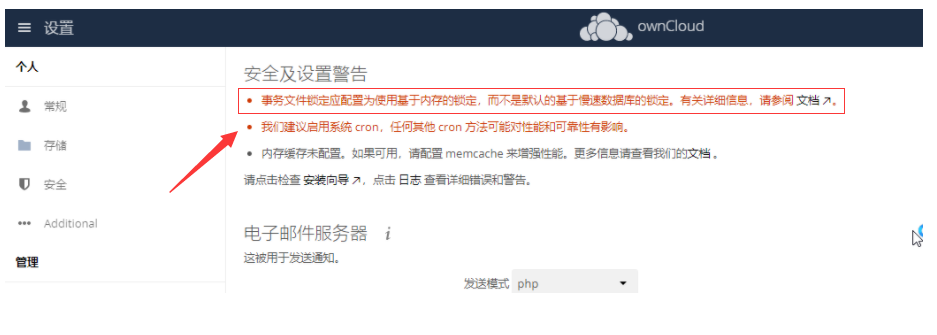 设置
ownCloud
个人
常规
存储
安全
Additional
管理
安全及设置警告
事务文件锁定应配置为使用基于内存的锁定，而不是默认的基于慢速数据库的锁定。有关详细信息，请参阅 文档 ↗。
我们建议启用系统 cron，任何其他 cron 方法可能对性能和可靠性有影响。
内存缓存未配置。如果可用，请配置 memcache 来增强性能。更多信息请查看我们的文档 。
请点击检查 安装向导 ↗，点击 日志 查看详细错误和警告。
电子邮件服务器 i
这被用于发送通知。
发送模式 php